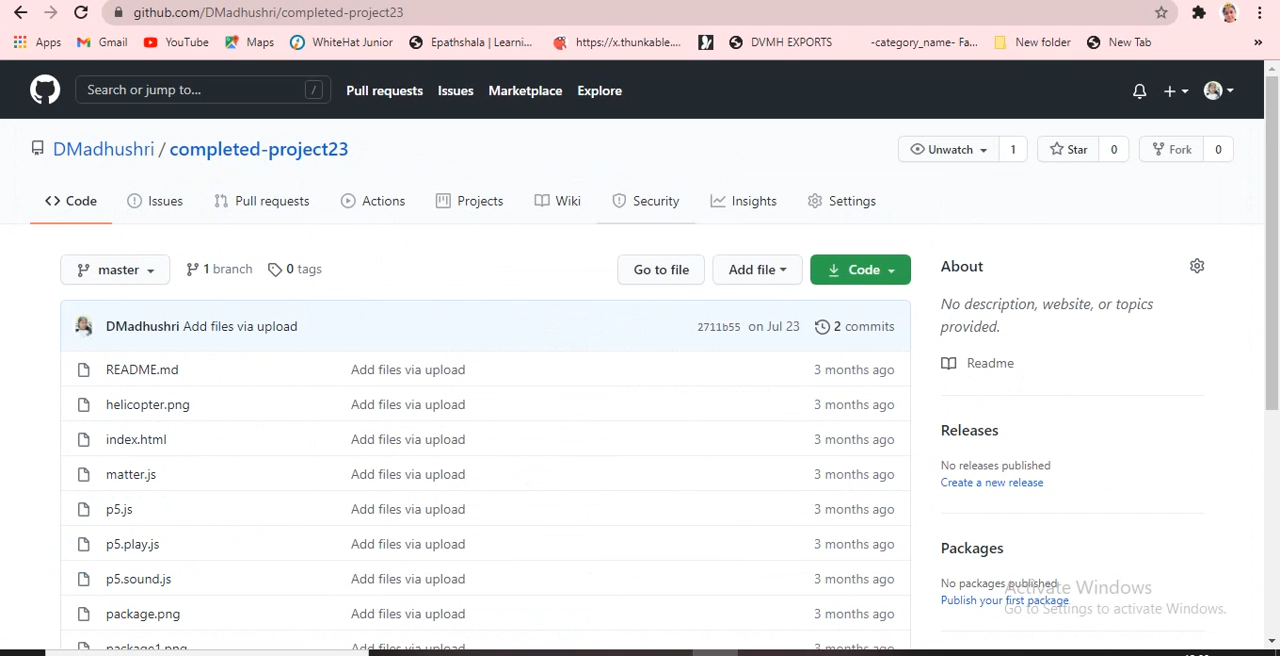 github.com/DMadhushri/completed-project23
Apps Gmail YouTube Maps WhiteHat Junior Epathshala | Learni... https://x.thunkable.... DVMH EXPORTS -category_name- Fa... New folder New Tab »
Search or jump to... / Pull requests Issues Marketplace Explore
DMadhushri / completed-project23 Unwatch 1 Star 0 Fork 0
Code Issues Pull requests Actions Projects Wiki Security Insights Settings
master 1 branch 0 tags Go to file Add file Code About
No description, website, or topics
provided.
DMadhushri Add files via upload 2711b55 on Jul 23 2 commits
Readme
README.md Add files via upload 3 months ago
helicopter.png Add files via upload 3 months ago
index.html Add files via upload 3 months ago
matter.js Add files via upload 3 months ago
p5.js Add files via upload 3 months ago
p5.play.js Add files via upload 3 months ago
p5.sound.js Add files via upload 3 months ago
package.png Add files via upload 3 months ago
package1.png Add files via upload 3 months ago
Releases
No releases published
Create a new release
Packages
No packages published
Publish your first package
Activate Windows
Go to Settings to activate Windows.